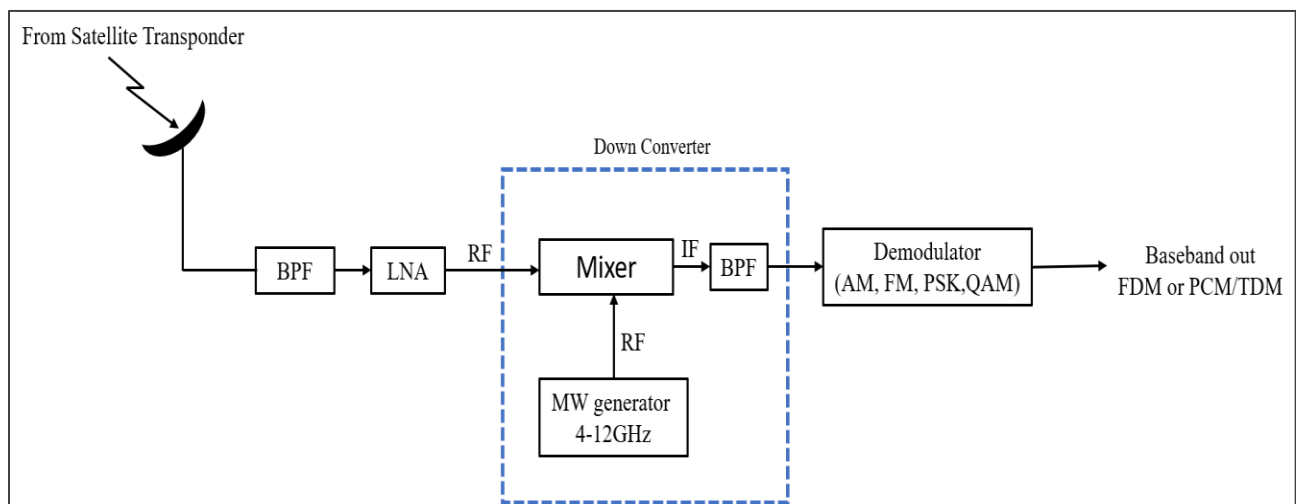 From Satellite Transponder
Down Converter
BPF
LNA
RF
Mixer
IF
BPF
Demodulator
(AM, FM, PSK,QAM)
Baseband out
FDM or PCM/TDM
RF
MW generator
4-12GHz